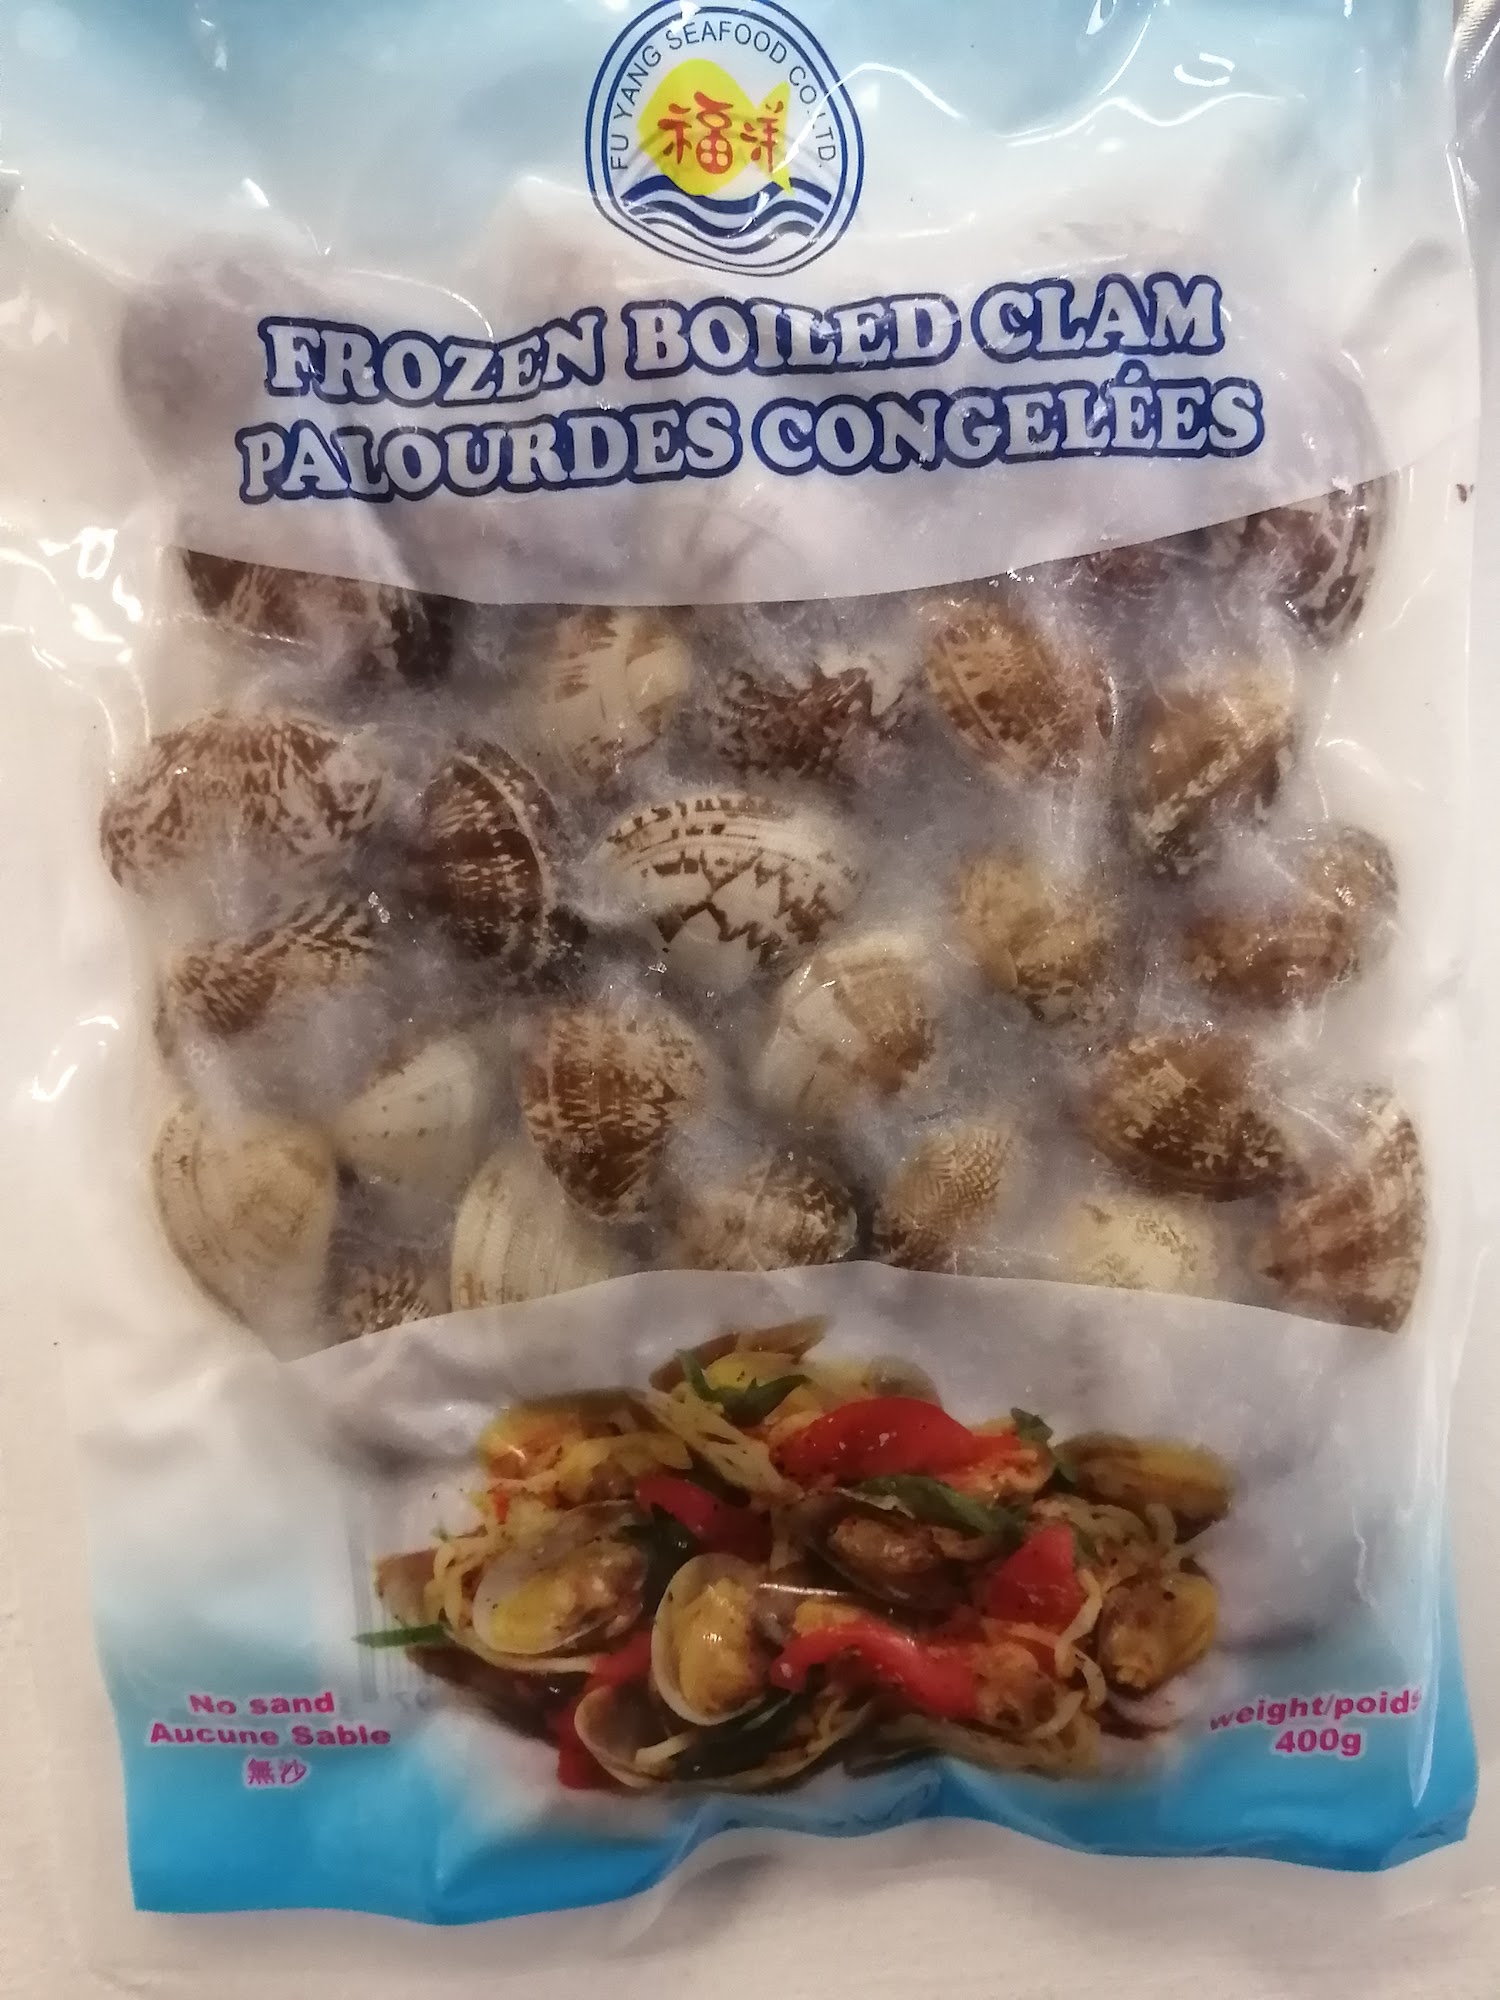 FU YANG SEAFOOD CO.,LTD.
福洋
FROZEN BOILED CLAM
PALOURDES CONGELÉES
No sand
Aucune Sable
無沙
weight/poids
400g